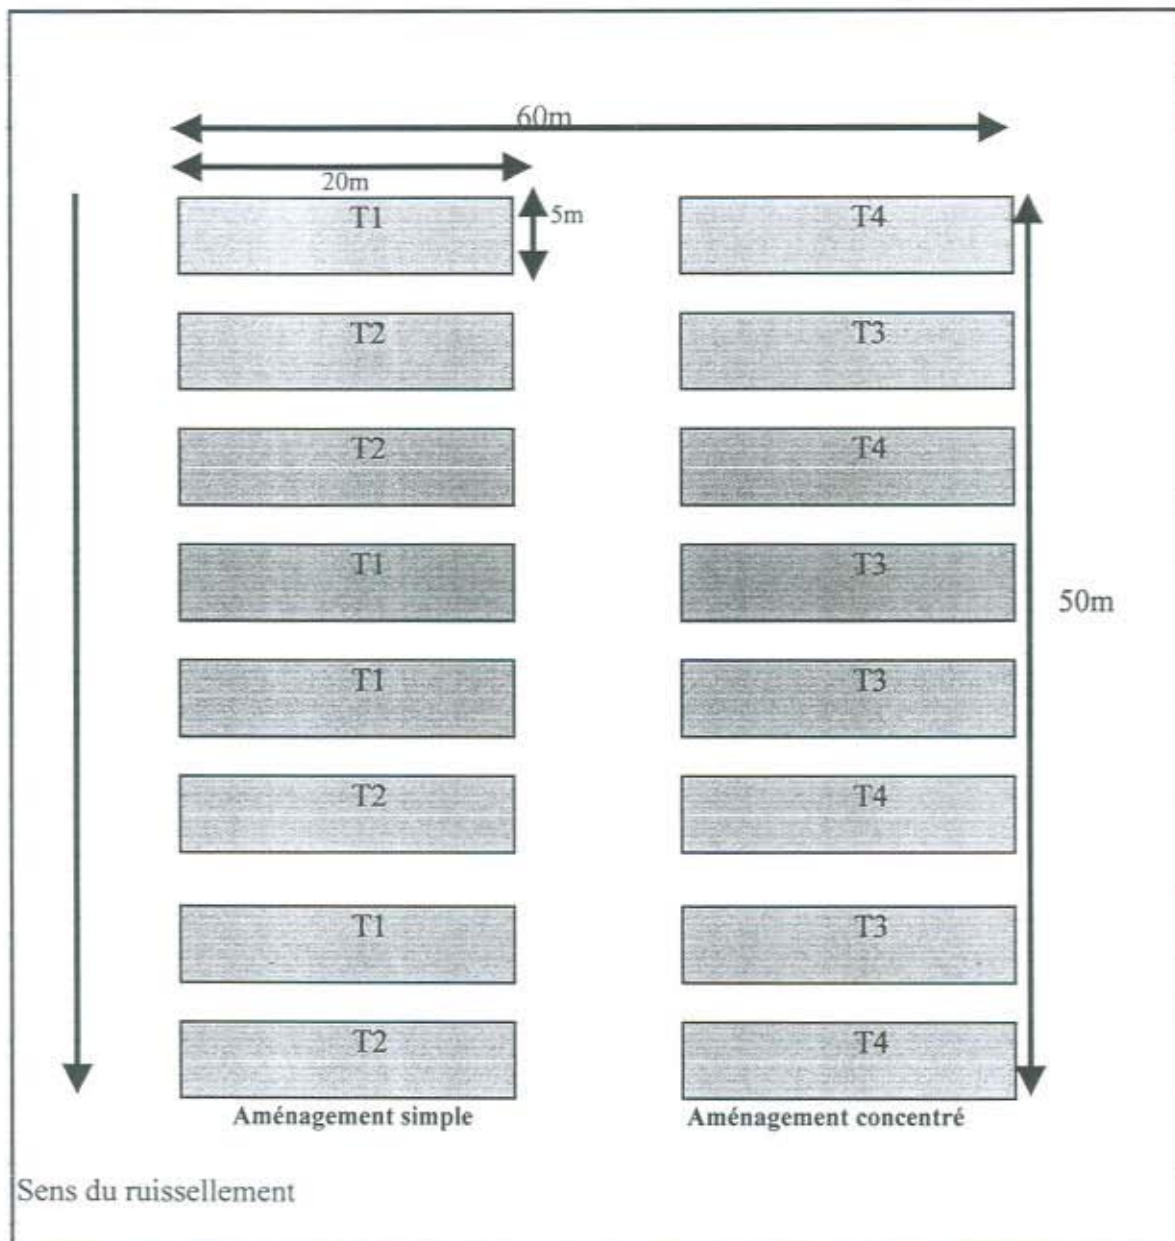 60m
20m
T1
5m
T4
T2
T3
T2
T4
T1
T3
50m
T1
T3
T2
T4
T1
T3
T2
T4
Aménagement simple
Aménagement concentré
Sens du ruissellement